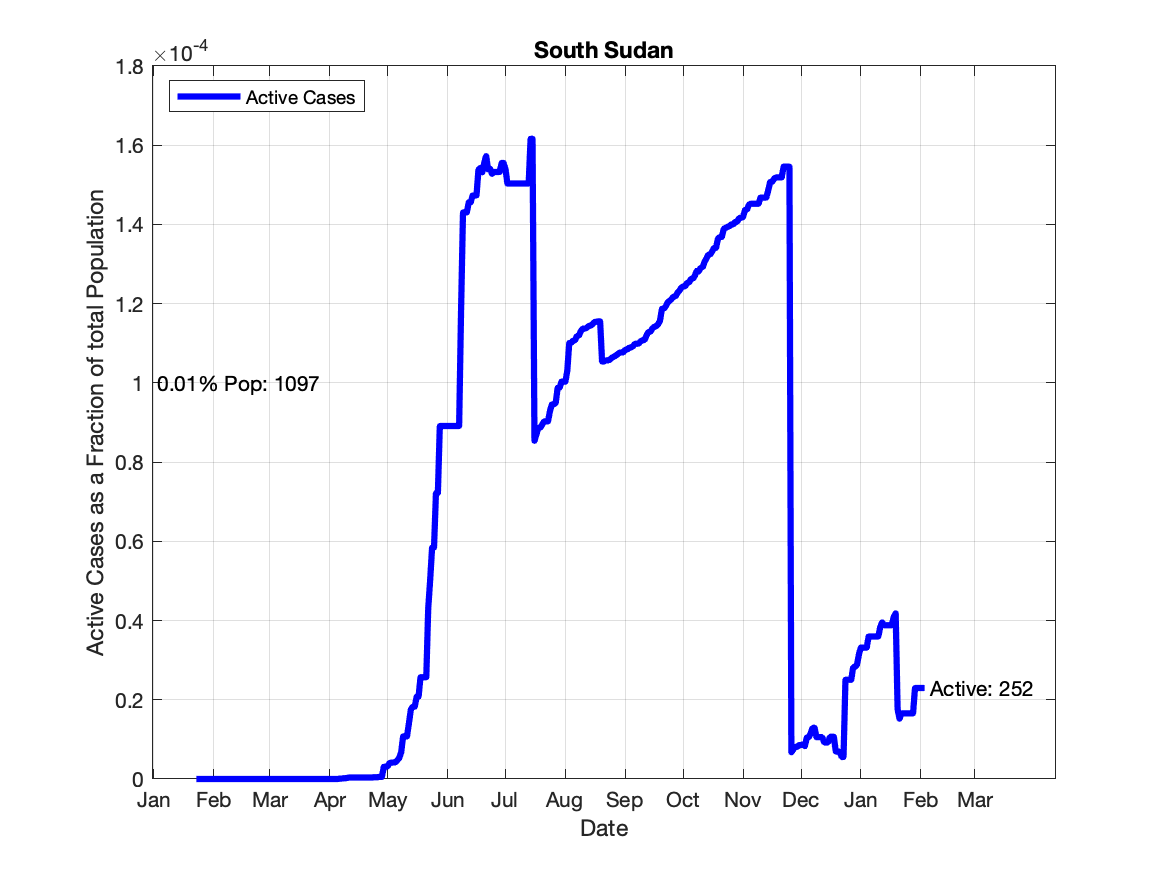 South Sudan
×10-4
1.8
1.6
1.4
1.2
1
0.8
0.6
0.4
0.2
0
Active Cases
0.01% Pop: 1097
Active: 252
Active Cases as a Fraction of total Population
Jan Feb Mar Apr May Jun Jul Aug Sep Oct Nov Dec Jan Feb Mar
Date